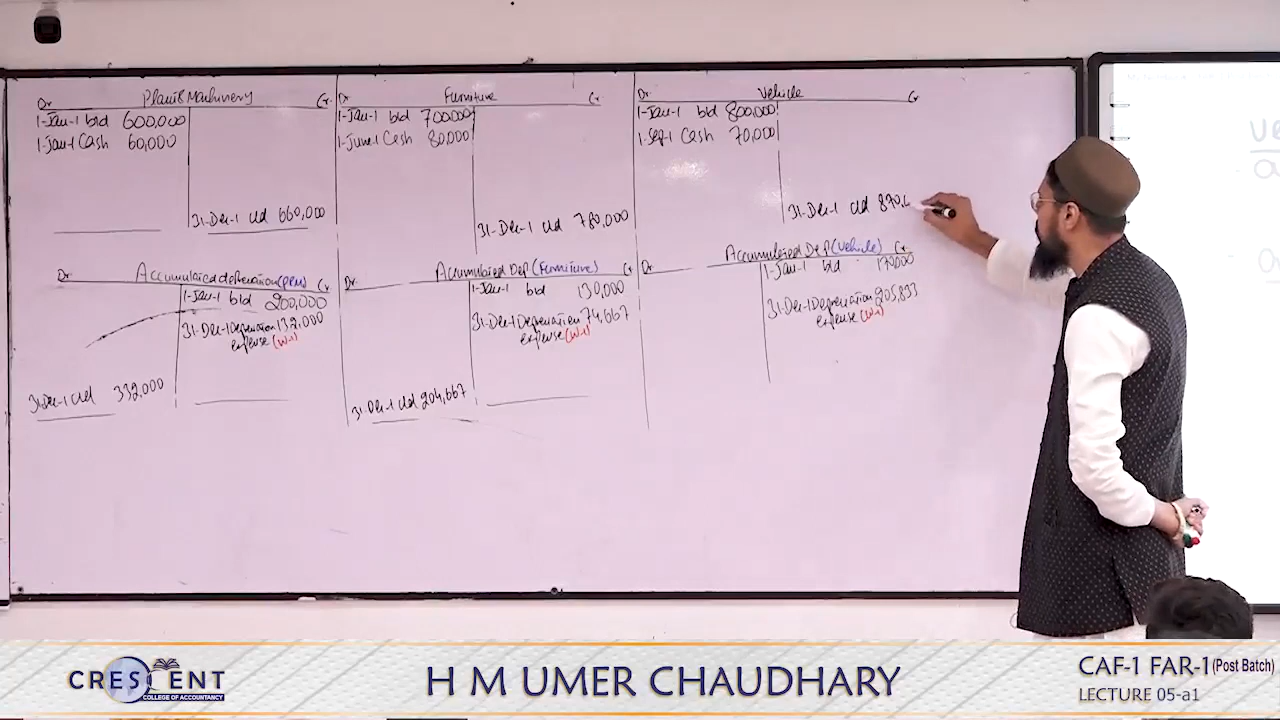 Dr Plant & Machinery Cr
1-Jan-1 b/d 600,000
1-Jan-1 Cash 60,000
31-Dec-1 c/d 660,000
Dr Furniture Cr
1-Jan-1 b/d 700,000
1-June-1 Cash 80,000
31-Dec-1 c/d 780,000
Dr Vehicle Cr
1-Jan-1 b/d 800,000
1-Sep-1 Cash 70,000
31-Dec-1 c/d 870,
Dr Accumulated depreciation (PPM) Cr
1-Jan-1 b/d 200,000
31-Dec-1 Depreciation 132,000
expense (W-1)
31-Dec-1 c/d 332,000
Dr Accumulated Dep (Furniture) Cr
1-Jan-1 b/d 130,000
31-Dec-1 Depreciation 74,667
expense (W-1)
31-Dec-1 c/d 204,667
Dr Accumulated Dep (Vehicle) Cr
1-Jan-1 b/d
31-Dec-1 Depreciation 205,833
expense (W-1)
CRESCENT
COLLEGE OF ACCOUNTANCY
H M UMER CHAUDHARY
CAF-1 FAR-1 (Post Batch)
LECTURE 05-a1